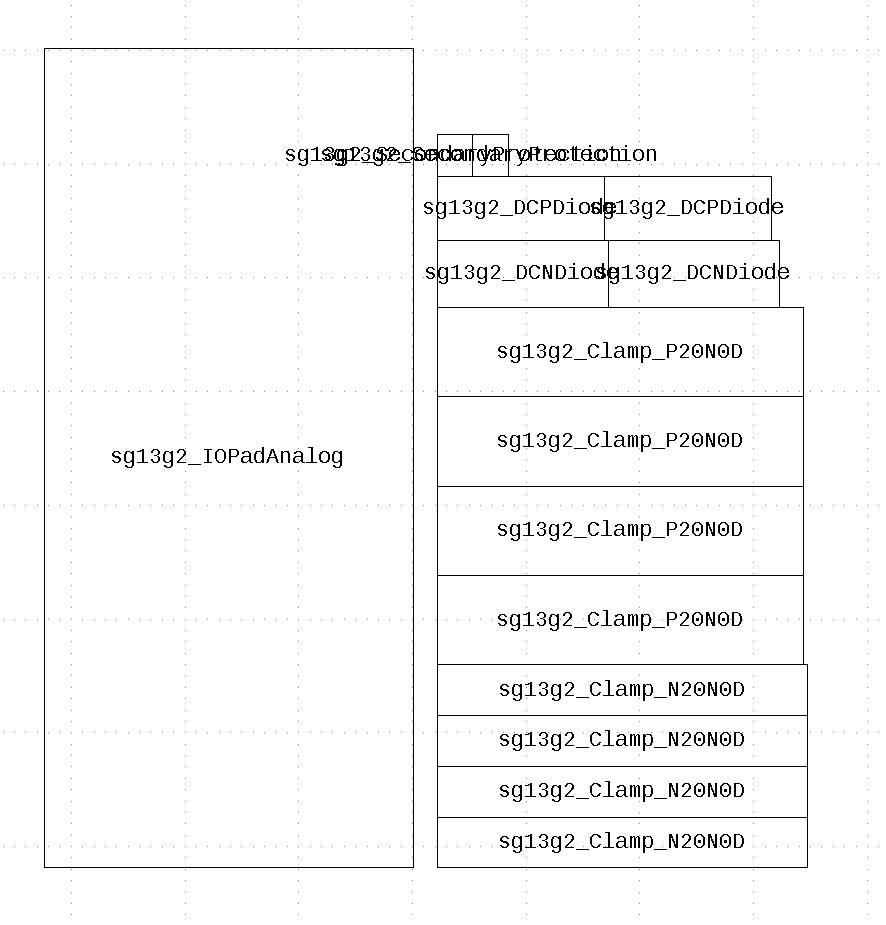 sg13g2_SecondaryProtection sg13g2_SecondaryProtection
sg13g2_DCPDiode sg13g2_DCPDiode
sg13g2_DCNDiode sg13g2_DCNDiode
sg13g2_Clamp_P20N0D
sg13g2_Clamp_P20N0D
sg13g2_IOPadAnalog
sg13g2_Clamp_P20N0D
sg13g2_Clamp_P20N0D
sg13g2_Clamp_N20N0D
sg13g2_Clamp_N20N0D
sg13g2_Clamp_N20N0D
sg13g2_Clamp_N20N0D